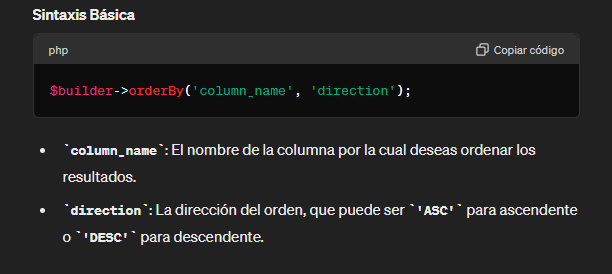 Sintaxis Básica
php
Copiar código
$builder->orderBy('column_name', 'direction');
• `column_name`: El nombre de la columna por la cual deseas ordenar los
resultados.
• `direction`: La dirección del orden, que puede ser `'ASC'` para ascendente
o `'DESC'` para descendente.